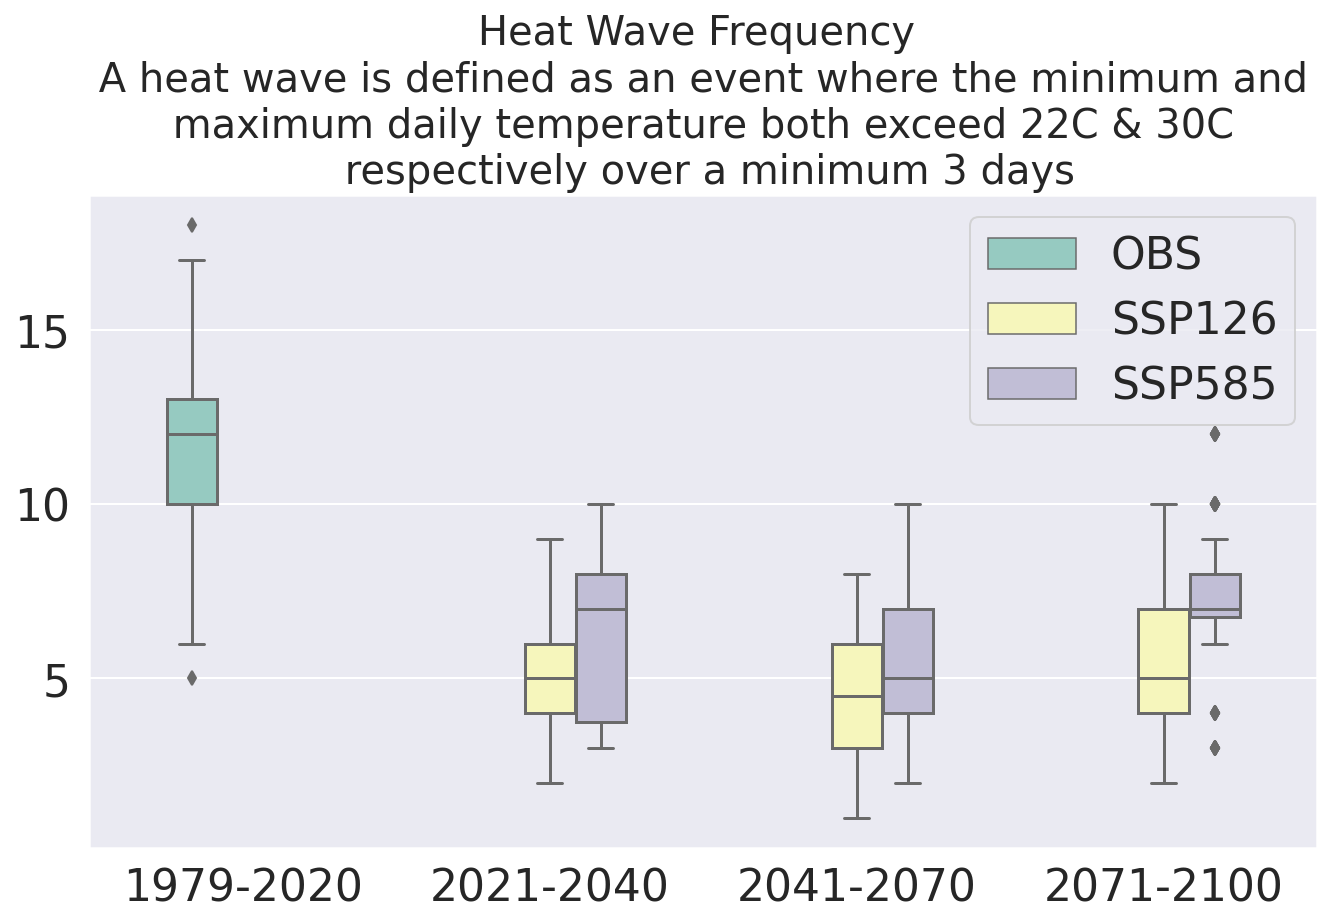 Heat Wave Frequency
A heat wave is defined as an event where the minimum and
maximum daily temperature both exceed 22C & 30C
respectively over a minimum 3 days
OBS
SSP126
SSP585
15
10
5
1979-2020 2021-2040 2041-2070 2071-2100